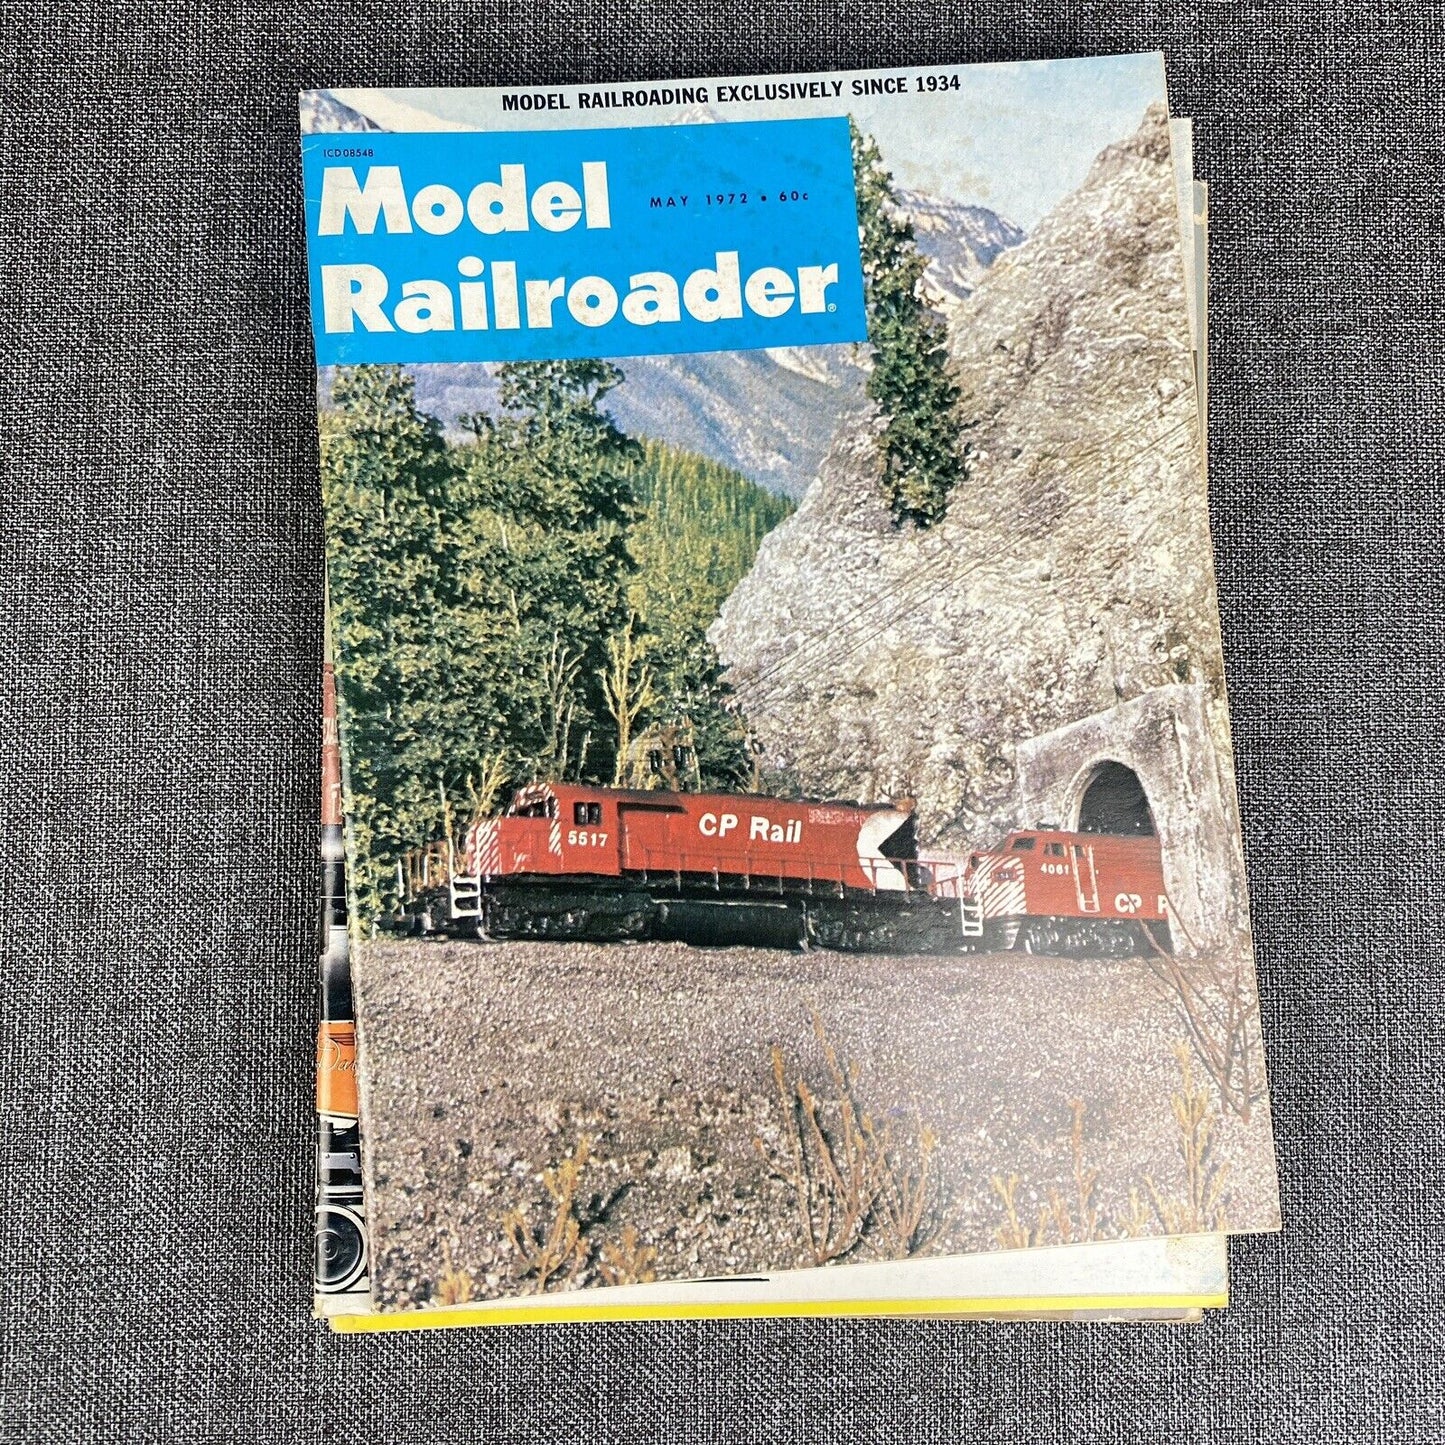 MODEL RAILROADING EXCLUSIVELY SINCE 1934
ICD08548
Model
MAY 1972 • 60c
Railroader®
5517
CP Rail
4061
CP R